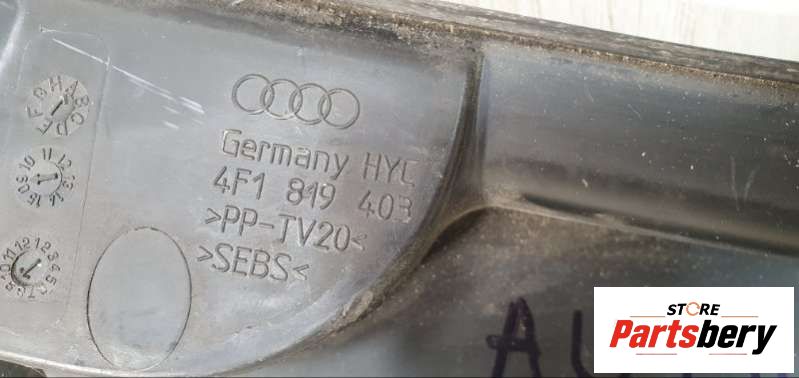 Germany HYC
4F1 819 403
>PP-TV20<
>SEBS<
STORE
Partsbery